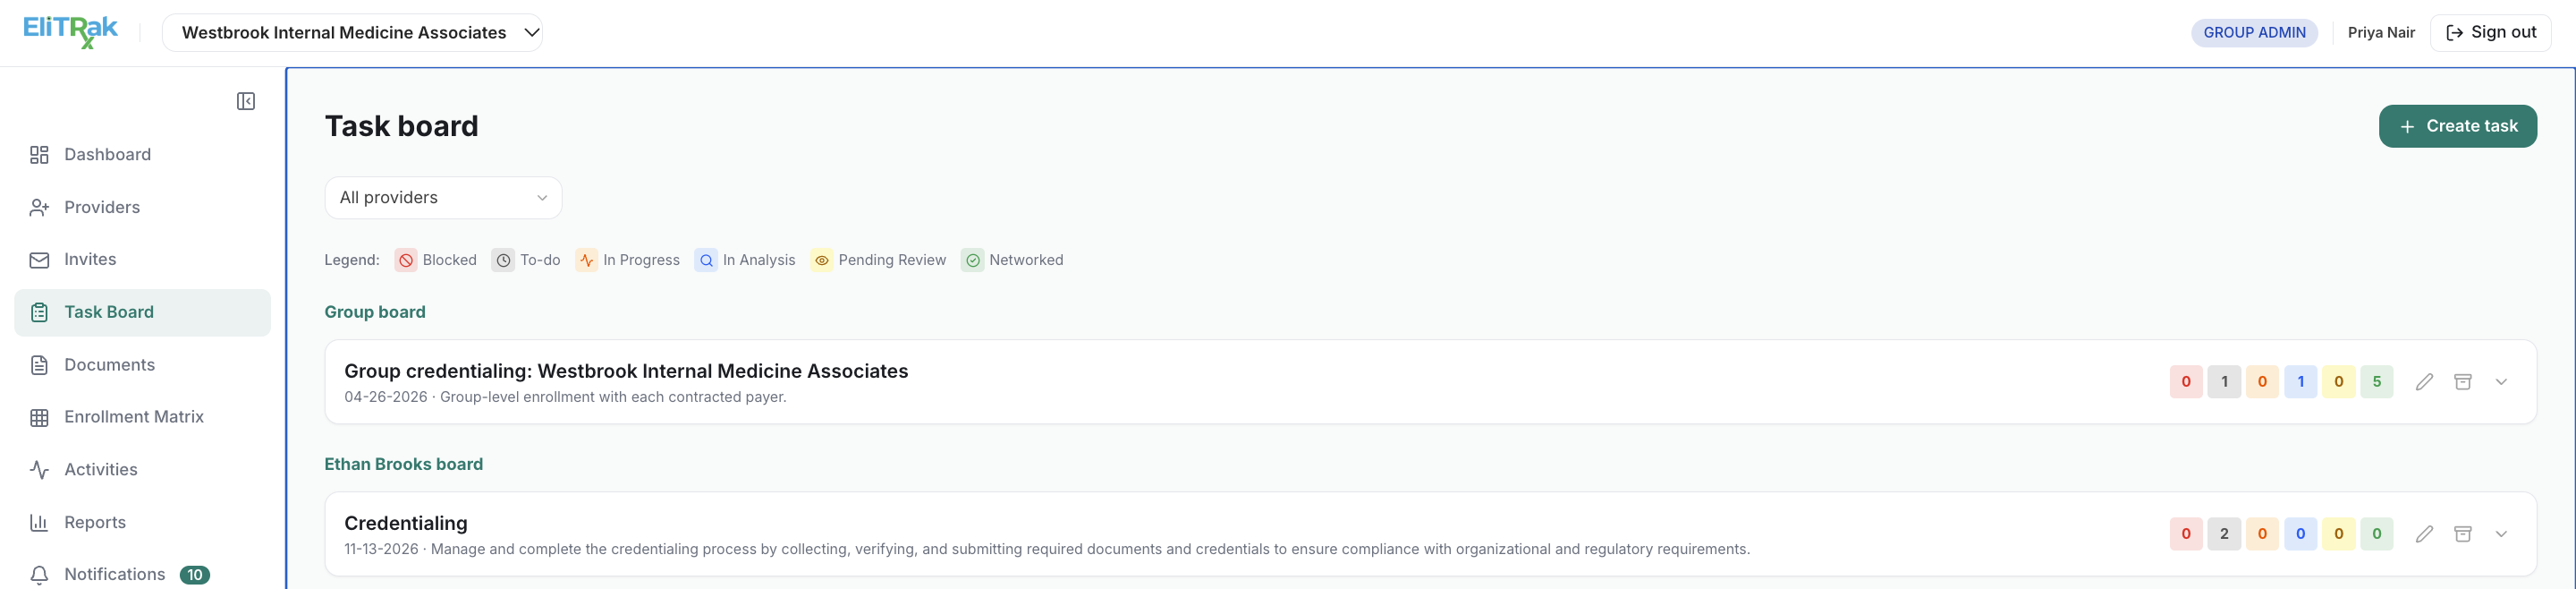 EliTRxak
Westbrook Internal Medicine Associates
GROUP ADMIN
Priya Nair
Sign out
Dashboard
Providers
Invites
Task Board
Documents
Enrollment Matrix
Activities
Reports
Notifications 10
Task board
Create task
All providers
Legend: Blocked To-do In Progress In Analysis Pending Review Networked
Group board
Group credentialing: Westbrook Internal Medicine Associates
04-26-2026 · Group-level enrollment with each contracted payer.
0 1 0 1 0 5
Ethan Brooks board
Credentialing
11-13-2026 · Manage and complete the credentialing process by collecting, verifying, and submitting required documents and credentials to ensure compliance with organizational and regulatory requirements.
0 2 0 0 0 0